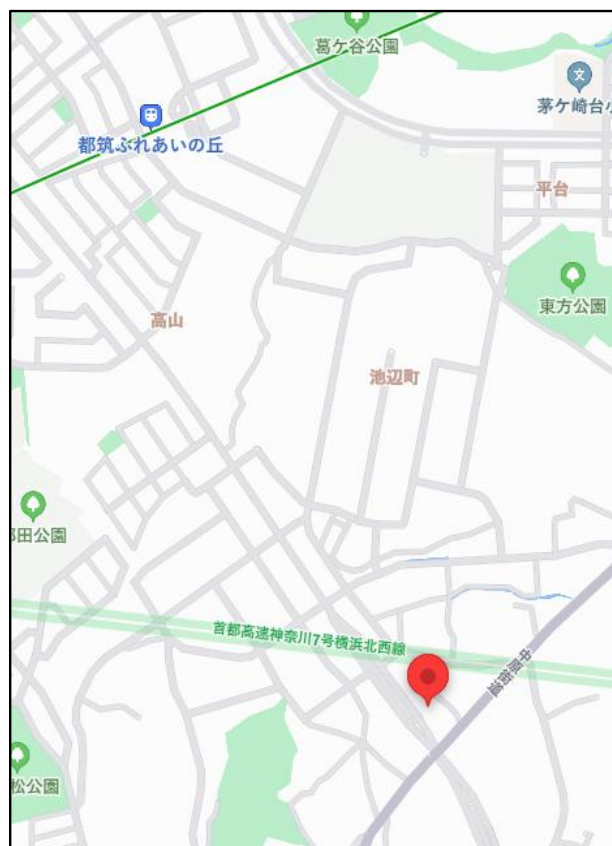 葛ケ谷公園
茅ケ崎台小
都筑ふれあいの丘
平台
東方公園
高山
池辺町
田公園
首都高速神奈川7号横浜北西線
中原街道
松公園